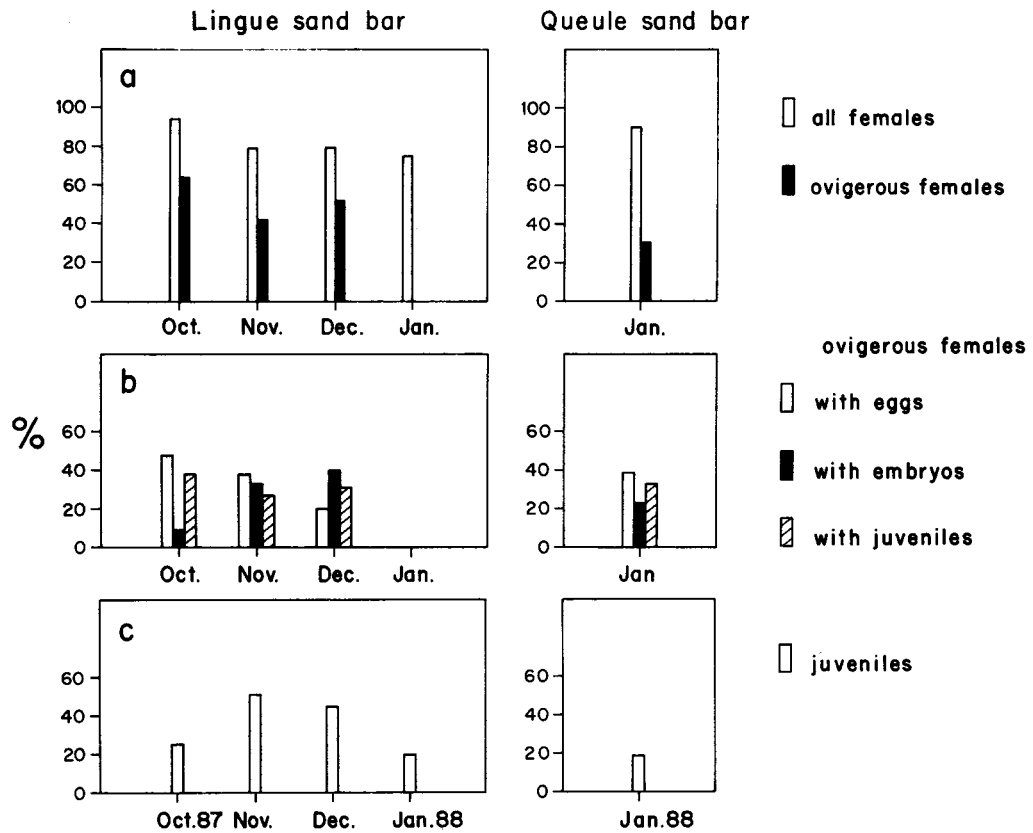 Lingue sand bar
Queule sand bar
a
100
80
60
40
20
0
Oct. Nov. Dec. Jan.
100
80
60
40
20
0
Jan.
all females
ovigerous females
%
b
60
40
20
0
Oct. Nov. Dec. Jan.
60
40
20
0
Jan
ovigerous females
with eggs
with embryos
with juveniles
c
60
40
20
0
Oct.87 Nov. Dec. Jan.88
60
40
20
0
Jan.88
juveniles